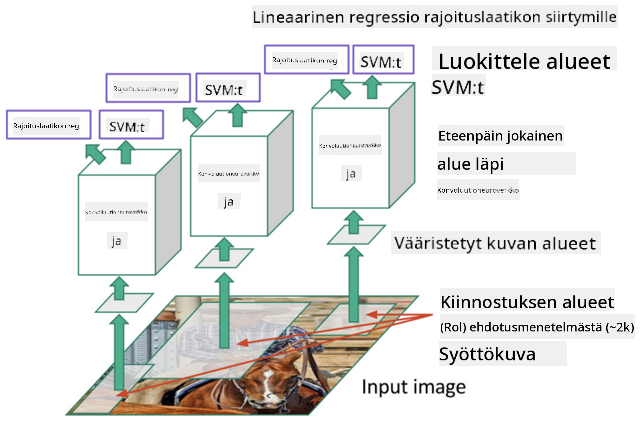 Lineaarinen regressio rajoituslaatikon siirtymille
Rajoituslaatikon reg
SVM:t
Luokittele alueet
SVM:t
Rajoituslaatikon reg
SVM:t
Rajoituslaatikon reg
SVM:t
Eteenpäin jokainen
alue läpi
Konvoluutioneuroverkko
Konvoluutioneuroverkko
ja
Konvoluutioneuroverkko
ja
Konvoluutioneuroverkko
ja
Vääristetyt kuvan alueet
Kiinnostuksen alueet
(RoI) ehdotusmenetelmästä (~2k)
Syöttökuva
Input image